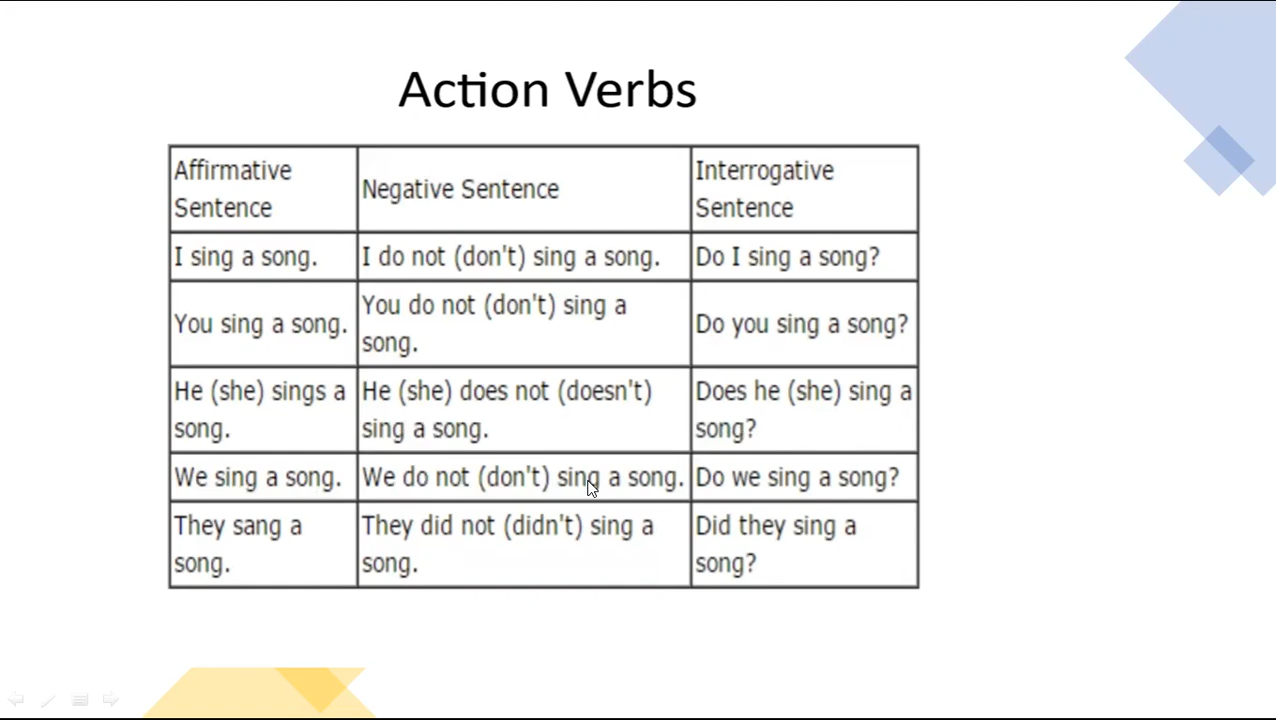 Action Verbs
Affirmative
Sentence
Negative Sentence
Interrogative
Sentence
I sing a song.
I do not (don't) sing a song.
Do I sing a song?
You sing a song.
You do not (don't) sing a
song.
Do you sing a song?
He (she) sings a
song.
He (she) does not (doesn't)
sing a song.
Does he (she) sing a
song?
We sing a song.
We do not (don't) sing a song.
Do we sing a song?
They sang a
song.
They did not (didn't) sing a
song.
Did they sing a
song?